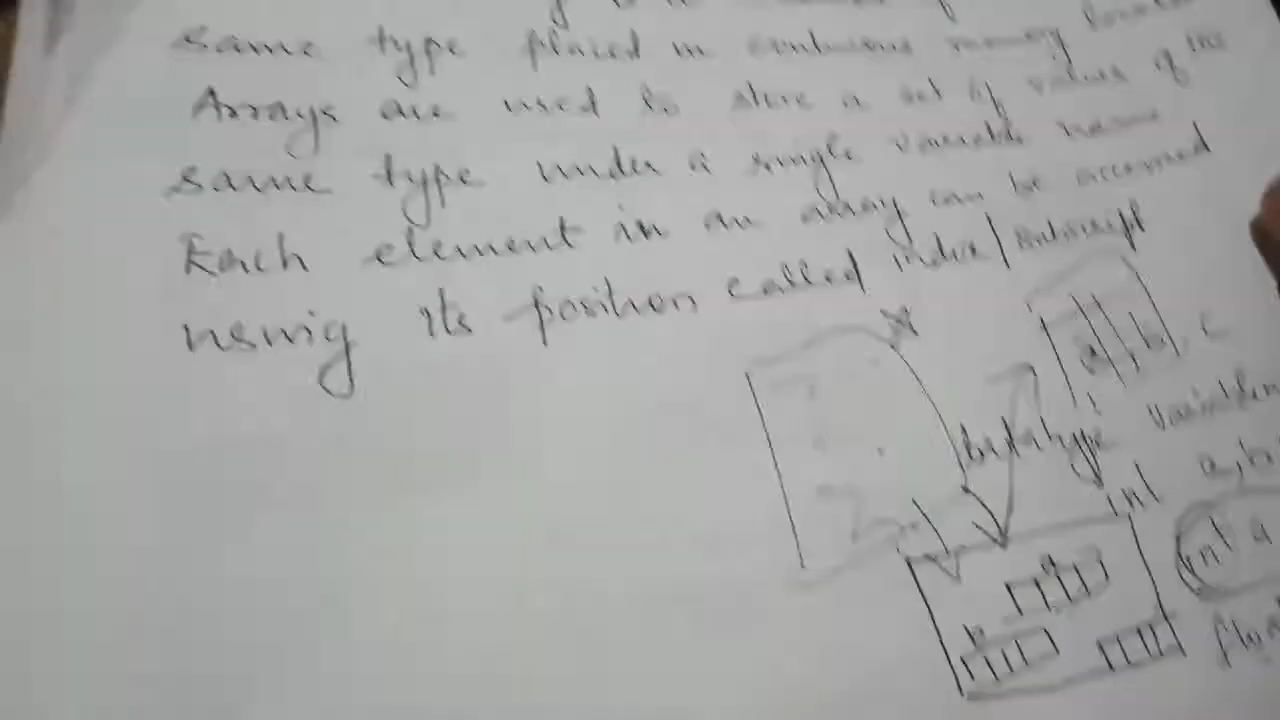 same type placed in continuous memory
Arrays are used to store a set of values of the
same type under a single variable name
Each element in an array can be accessed
using its position called index/subscript
a b, c
datatype variables
int a, b
int a